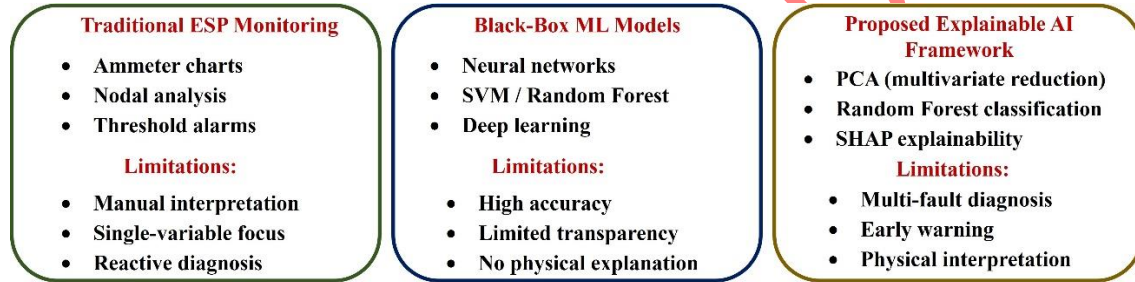 Traditional ESP Monitoring
• Ammeter charts
• Nodal analysis
• Threshold alarms
Limitations:
• Manual interpretation
• Single-variable focus
• Reactive diagnosis
Black-Box ML Models
• Neural networks
• SVM / Random Forest
• Deep learning
Limitations:
• High accuracy
• Limited transparency
• No physical explanation
Proposed Explainable AI
Framework
• PCA (multivariate reduction)
• Random Forest classification
• SHAP explainability
Limitations:
• Multi-fault diagnosis
• Early warning
• Physical interpretation